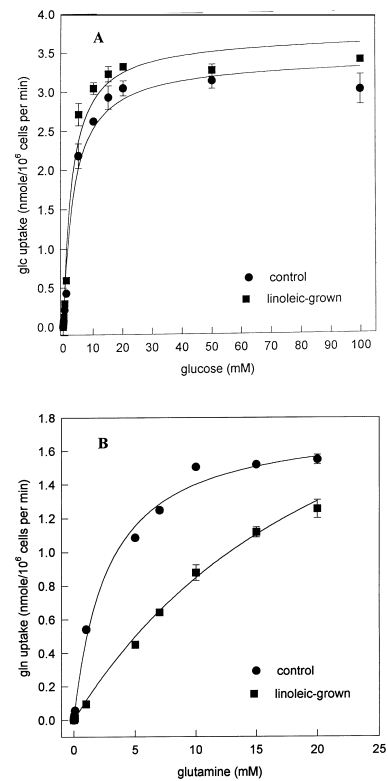 A
4.0
3.5
3.0
2.5
2.0
1.5
1.0
0.5
0.0
glc uptake (nmole/10⁶ cells per min)
control
linoleic-grown
0 10 20 30 40 50 60 70 80 90 100
glucose (mM)
B
1.8
1.6
1.4
1.2
1.0
0.8
0.6
0.4
0.2
0.0
gln uptake (nmole/10⁶ cells per min)
control
linoleic-grown
0 5 10 15 20 25
glutamine (mM)